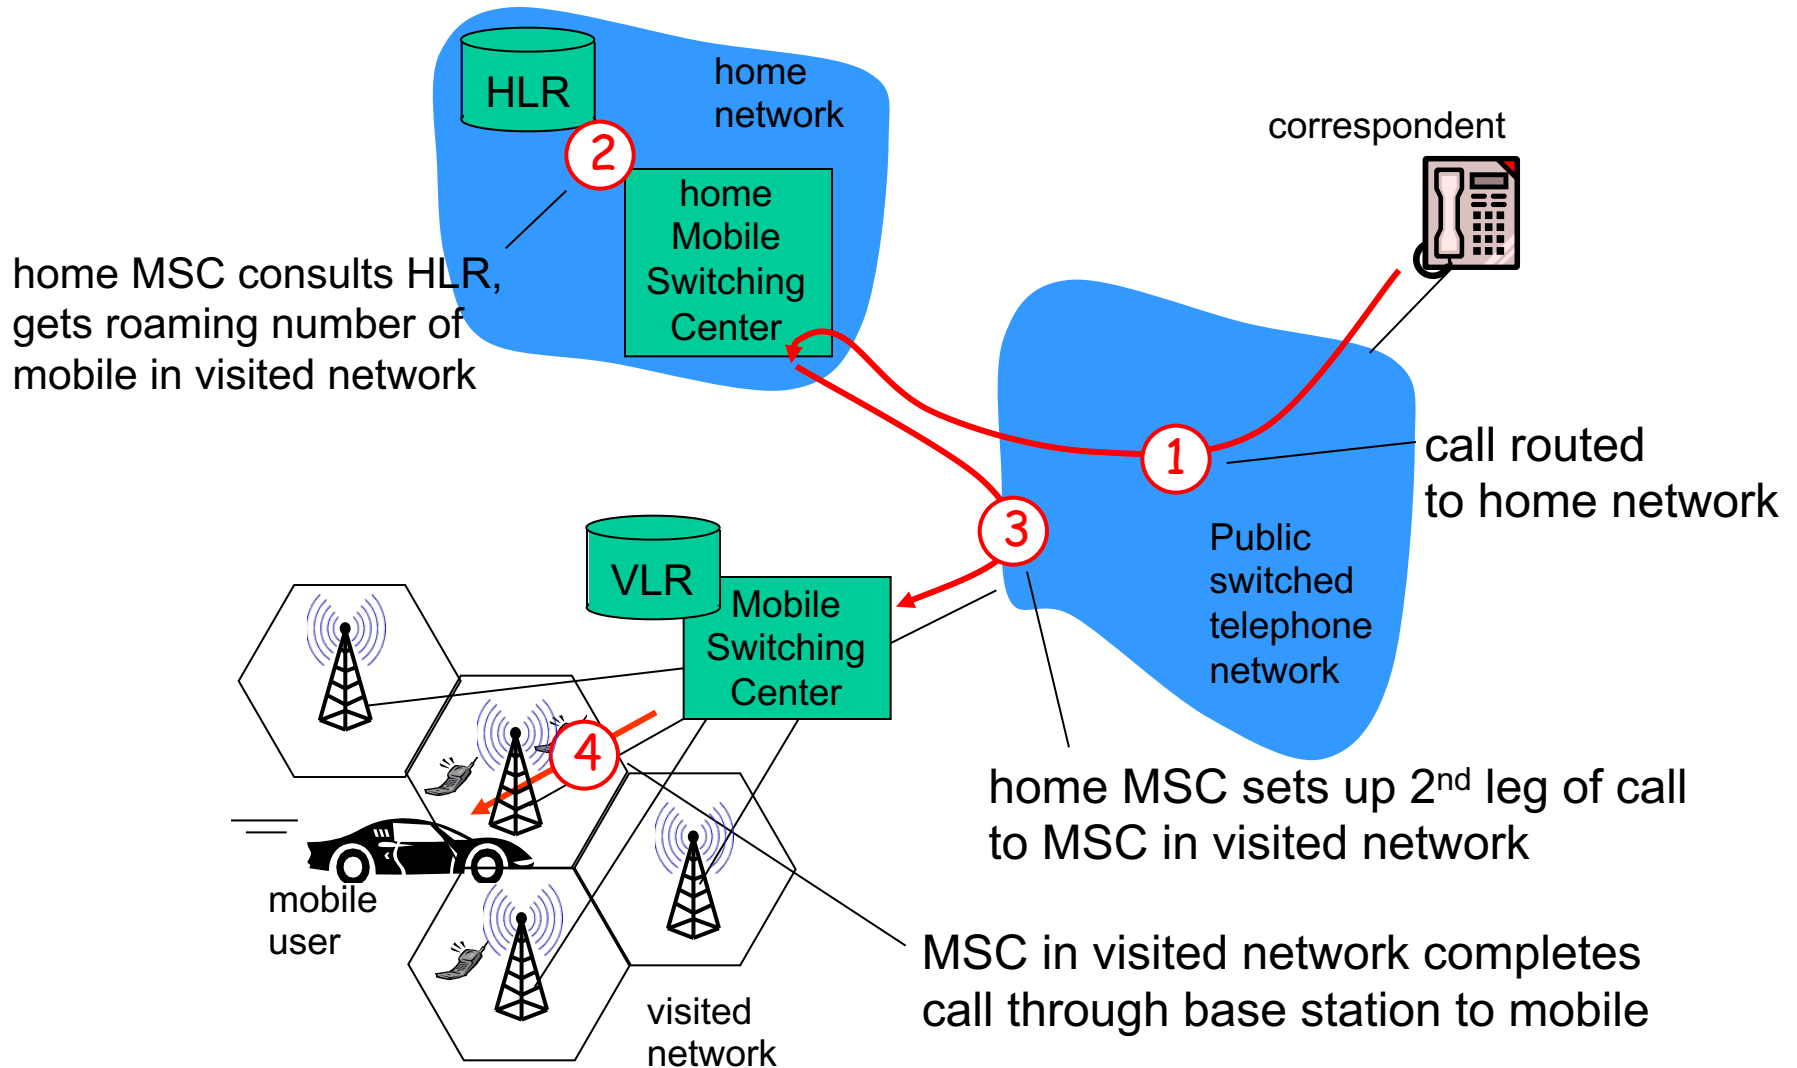 HLR
home
network
2
home
Mobile
Switching
Center
correspondent
home MSC consults HLR,
gets roaming number of
mobile in visited network
1
call routed
to home network
3
Public
switched
telephone
network
VLR
Mobile
Switching
Center
4
home MSC sets up 2nd leg of call
to MSC in visited network
mobile
user
MSC in visited network completes
call through base station to mobile
visited
network